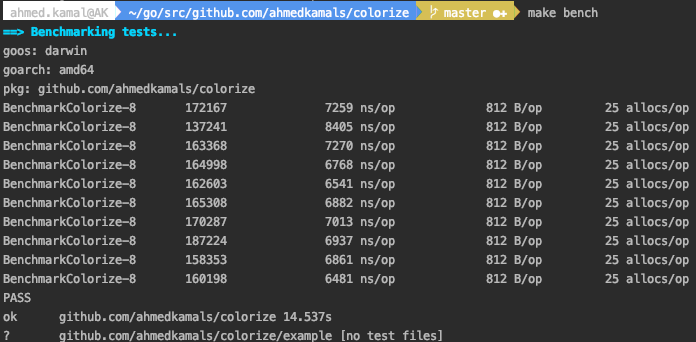 ahmed.kamal@AK ~/go/src/github.com/ahmedkamals/colorize master ●+ make bench
==> Benchmarking tests...
goos: darwin
goarch: amd64
pkg: github.com/ahmedkamals/colorize
BenchmarkColorize-8 172167 7259 ns/op 812 B/op 25 allocs/op
BenchmarkColorize-8 137241 8405 ns/op 812 B/op 25 allocs/op
BenchmarkColorize-8 163368 7270 ns/op 812 B/op 25 allocs/op
BenchmarkColorize-8 164998 6768 ns/op 812 B/op 25 allocs/op
BenchmarkColorize-8 162603 6541 ns/op 812 B/op 25 allocs/op
BenchmarkColorize-8 165308 6882 ns/op 812 B/op 25 allocs/op
BenchmarkColorize-8 170287 7013 ns/op 812 B/op 25 allocs/op
BenchmarkColorize-8 187224 6937 ns/op 812 B/op 25 allocs/op
BenchmarkColorize-8 158353 6861 ns/op 812 B/op 25 allocs/op
BenchmarkColorize-8 160198 6481 ns/op 812 B/op 25 allocs/op
PASS
ok github.com/ahmedkamals/colorize 14.537s
? github.com/ahmedkamals/colorize/example [no test files]